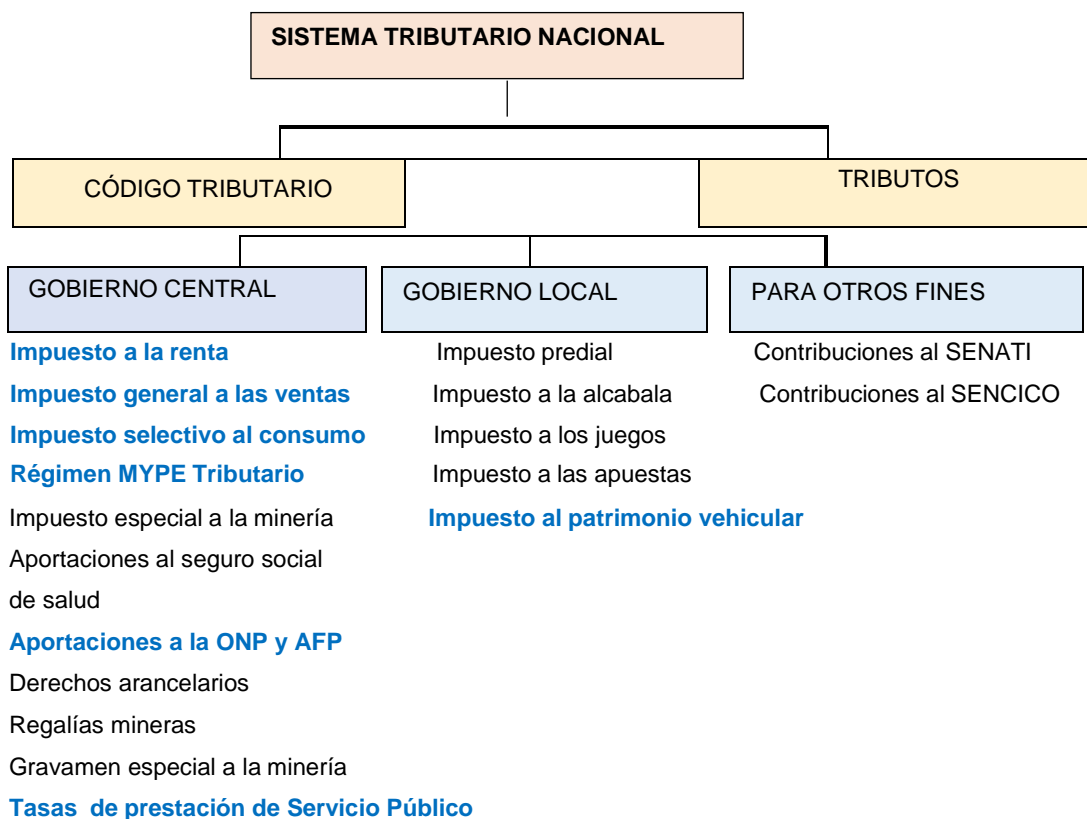 SISTEMA TRIBUTARIO NACIONAL
CÓDIGO TRIBUTARIO
TRIBUTOS
GOBIERNO CENTRAL
Impuesto a la renta
Impuesto general a las ventas
Impuesto selectivo al consumo
Régimen MYPE Tributario
Impuesto especial a la minería
Aportaciones al seguro social
de salud
Aportaciones a la ONP y AFP
Derechos arancelarios
Regalías mineras
Gravamen especial a la minería
Tasas de prestación de Servicio Público
GOBIERNO LOCAL
Impuesto predial
Impuesto a la alcabala
Impuesto a los juegos
Impuesto a las apuestas
Impuesto al patrimonio vehicular
PARA OTROS FINES
Contribuciones al SENATI
Contribuciones al SENCICO